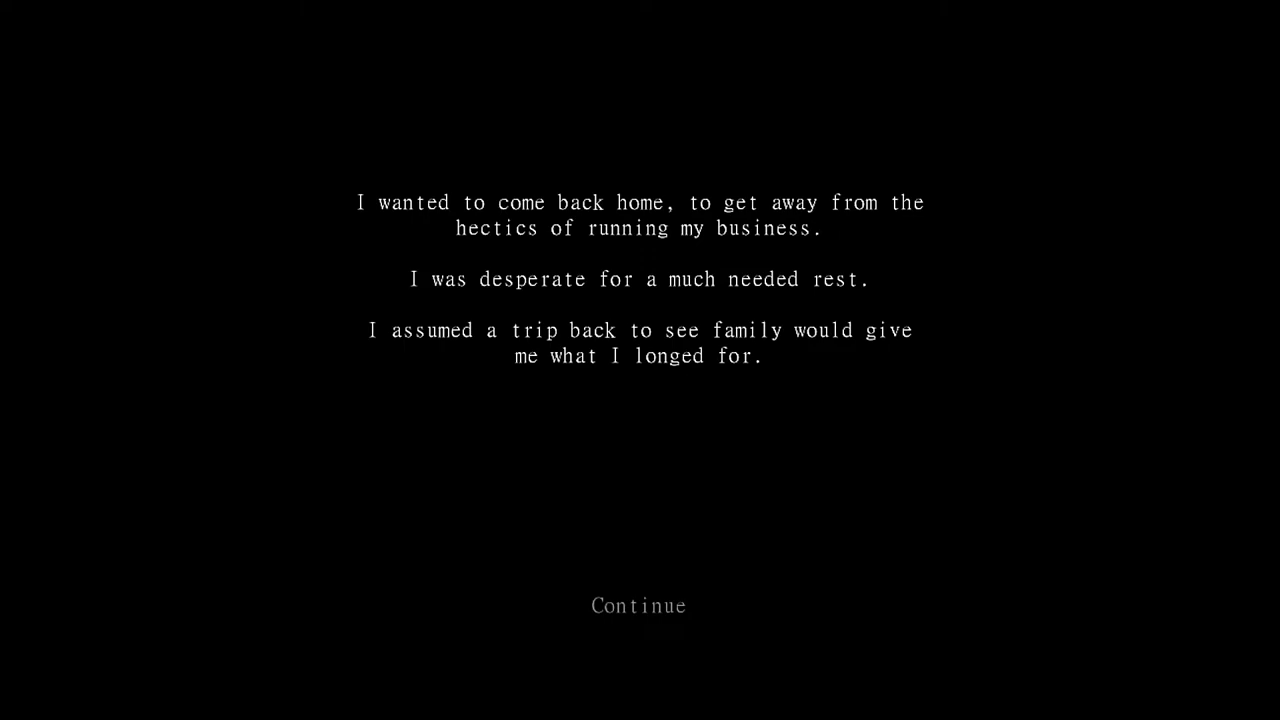 I wanted to come back home, to get away from the
hectics of running my business.
I was desperate for a much needed rest.
I assumed a trip back to see family would give
me what I longed for.
Continue